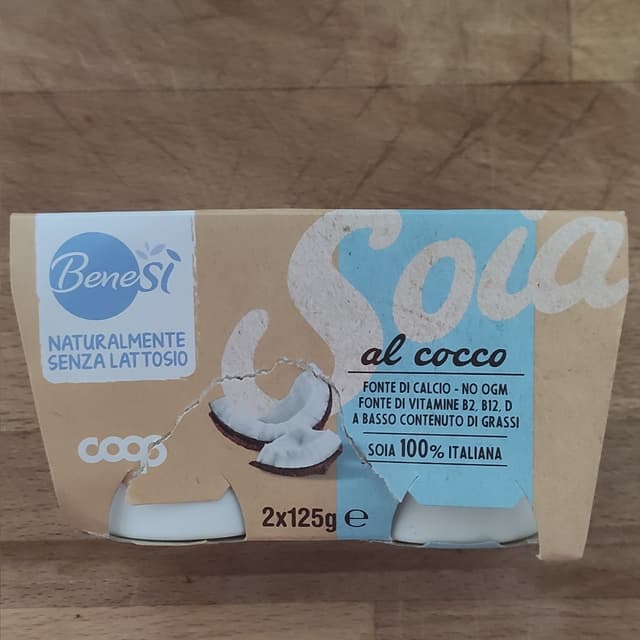 BeneSì
NATURALMENTE
SENZA LATTOSIO
coop
Soia
al cocco
FONTE DI CALCIO - NO OGM
FONTE DI VITAMINE B2, B12, D
A BASSO CONTENUTO DI GRASSI
SOIA 100% ITALIANA
2x125g ℮